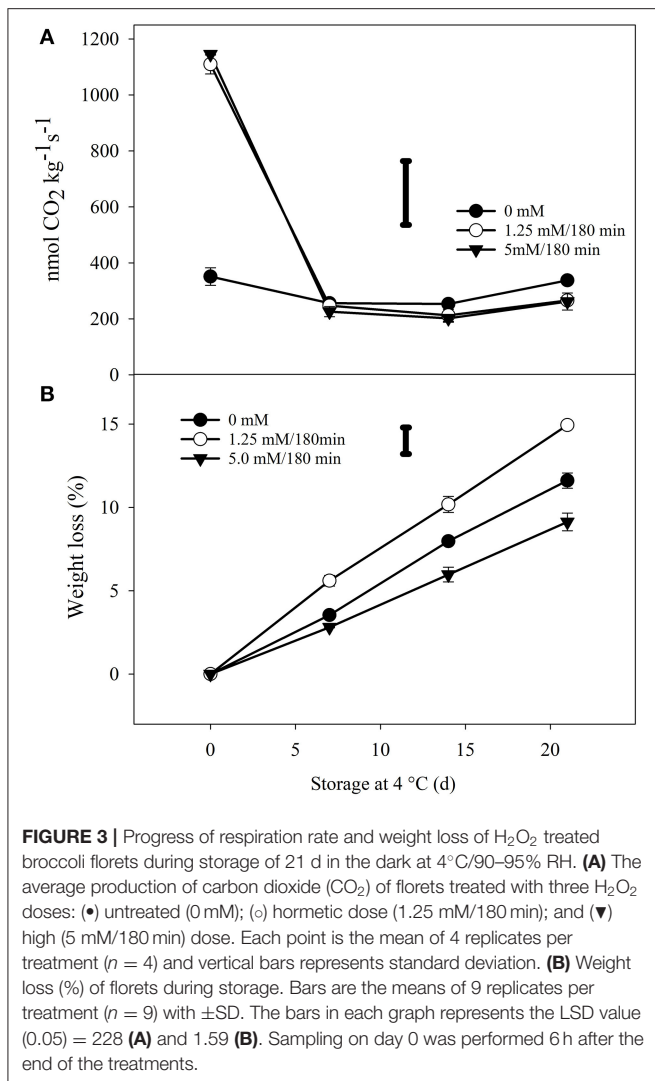 A
1200
1000
800
600
400
200
0
nmol CO₂ kg⁻¹s⁻¹
0 mM
1.25 mM/180 min
5mM/180 min
B
15
10
5
0
Weight loss (%)
0 mM
1.25 mM/180min
5.0 mM/180 min
0 5 10 15 20
Storage at 4 °C (d)
FIGURE 3 | Progress of respiration rate and weight loss of H₂O₂ treated
broccoli florets during storage of 21 d in the dark at 4°C/90–95% RH. (A) The
average production of carbon dioxide (CO₂) of florets treated with three H₂O₂
doses: (•) untreated (0 mM); (○) hormetic dose (1.25 mM/180 min); and (▼)
high (5 mM/180 min) dose. Each point is the mean of 4 replicates per
treatment (n = 4) and vertical bars represents standard deviation. (B) Weight
loss (%) of florets during storage. Bars are the means of 9 replicates per
treatment (n = 9) with ±SD. The bars in each graph represents the LSD value
(0.05) = 228 (A) and 1.59 (B). Sampling on day 0 was performed 6 h after the
end of the treatments.